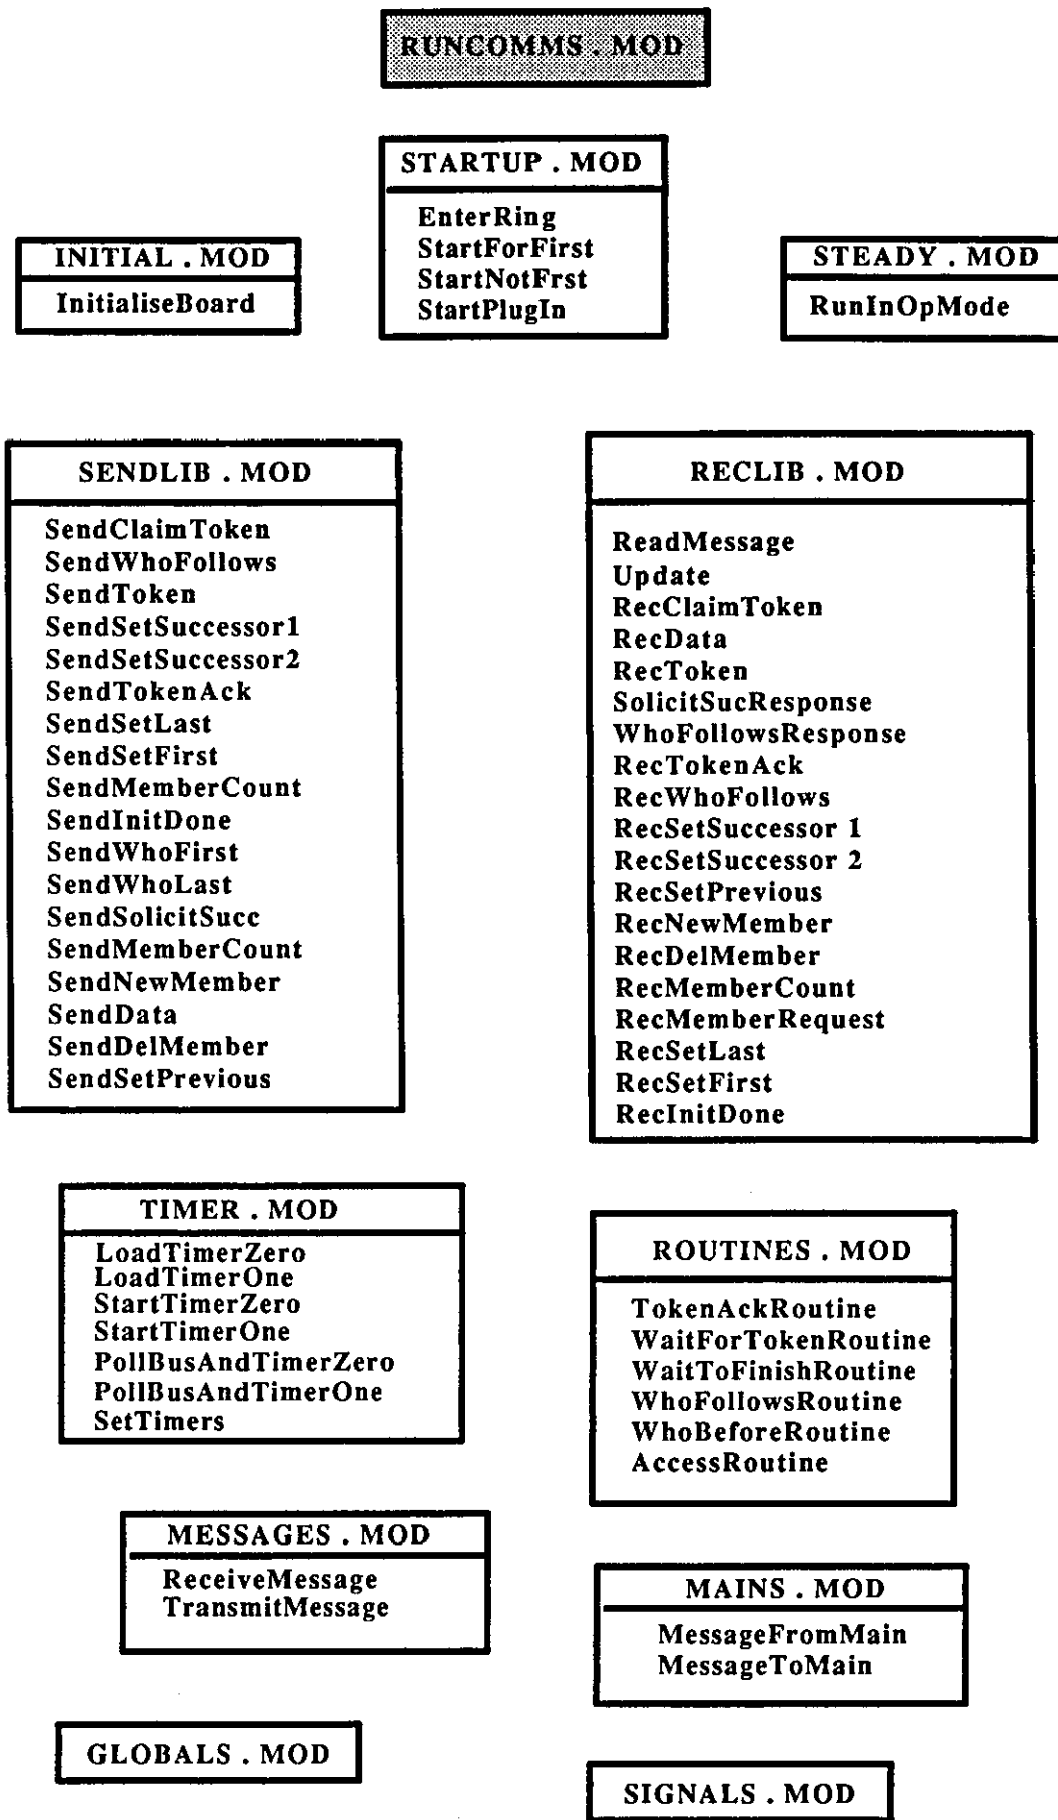 RUNCOMMS . MOD
STARTUP . MOD
EnterRing
StartForFirst
StartNotFrst
StartPlugIn
INITIAL . MOD
InitialiseBoard
STEADY . MOD
RunInOpMode
SENDLIB . MOD
SendClaimToken
SendWhoFollows
SendToken
SendSetSuccessor1
SendSetSuccessor2
SendTokenAck
SendSetLast
SendSetFirst
SendMemberCount
SendInitDone
SendWhoFirst
SendWhoLast
SendSolicitSucc
SendMemberCount
SendNewMember
SendData
SendDelMember
SendSetPrevious
RECLIB . MOD
ReadMessage
Update
RecClaimToken
RecData
RecToken
SolicitSucResponse
WhoFollowsResponse
RecTokenAck
RecWhoFollows
RecSetSuccessor 1
RecSetSuccessor 2
RecSetPrevious
RecNewMember
RecDelMember
RecMemberCount
RecMemberRequest
RecSetLast
RecSetFirst
RecInitDone
TIMER . MOD
LoadTimerZero
LoadTimerOne
StartTimerZero
StartTimerOne
PollBusAndTimerZero
PollBusAndTimerOne
SetTimers
ROUTINES . MOD
TokenAckRoutine
WaitForTokenRoutine
WaitToFinishRoutine
WhoFollowsRoutine
WhoBeforeRoutine
AccessRoutine
MESSAGES . MOD
ReceiveMessage
TransmitMessage
MAINS . MOD
MessageFromMain
MessageToMain
GLOBALS . MOD
SIGNALS . MOD